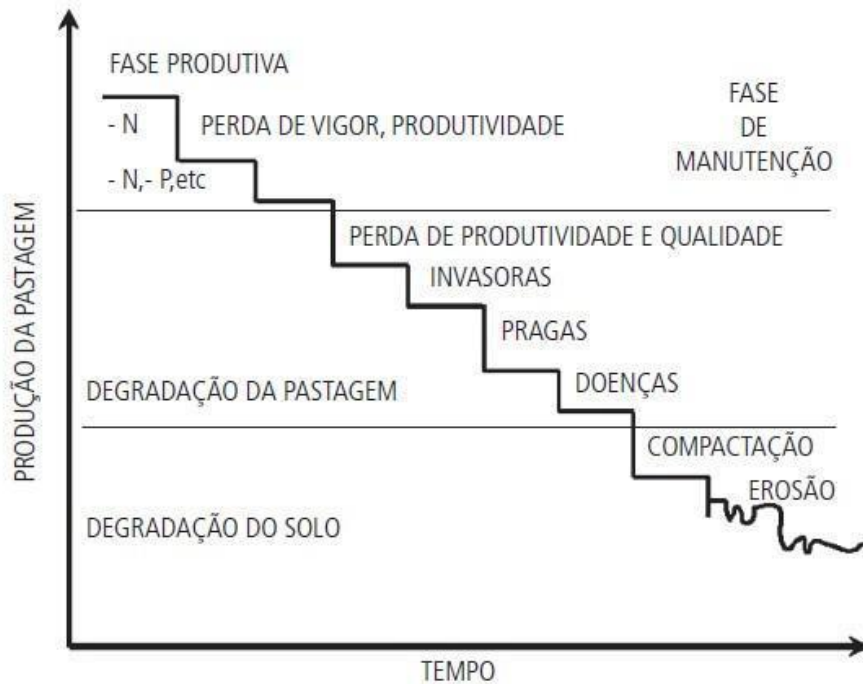 FASE PRODUTIVA
- N
PERDA DE VIGOR, PRODUTIVIDADE
FASE
DE
MANUTENÇÃO
- N,- P,etc
PERDA DE PRODUTIVIDADE E QUALIDADE
INVASORAS
PRAGAS
DEGRADAÇÃO DA PASTAGEM
DOENÇAS
COMPACTAÇÃO
EROSÃO
DEGRADAÇÃO DO SOLO
PRODUÇÃO DA PASTAGEM
TEMPO